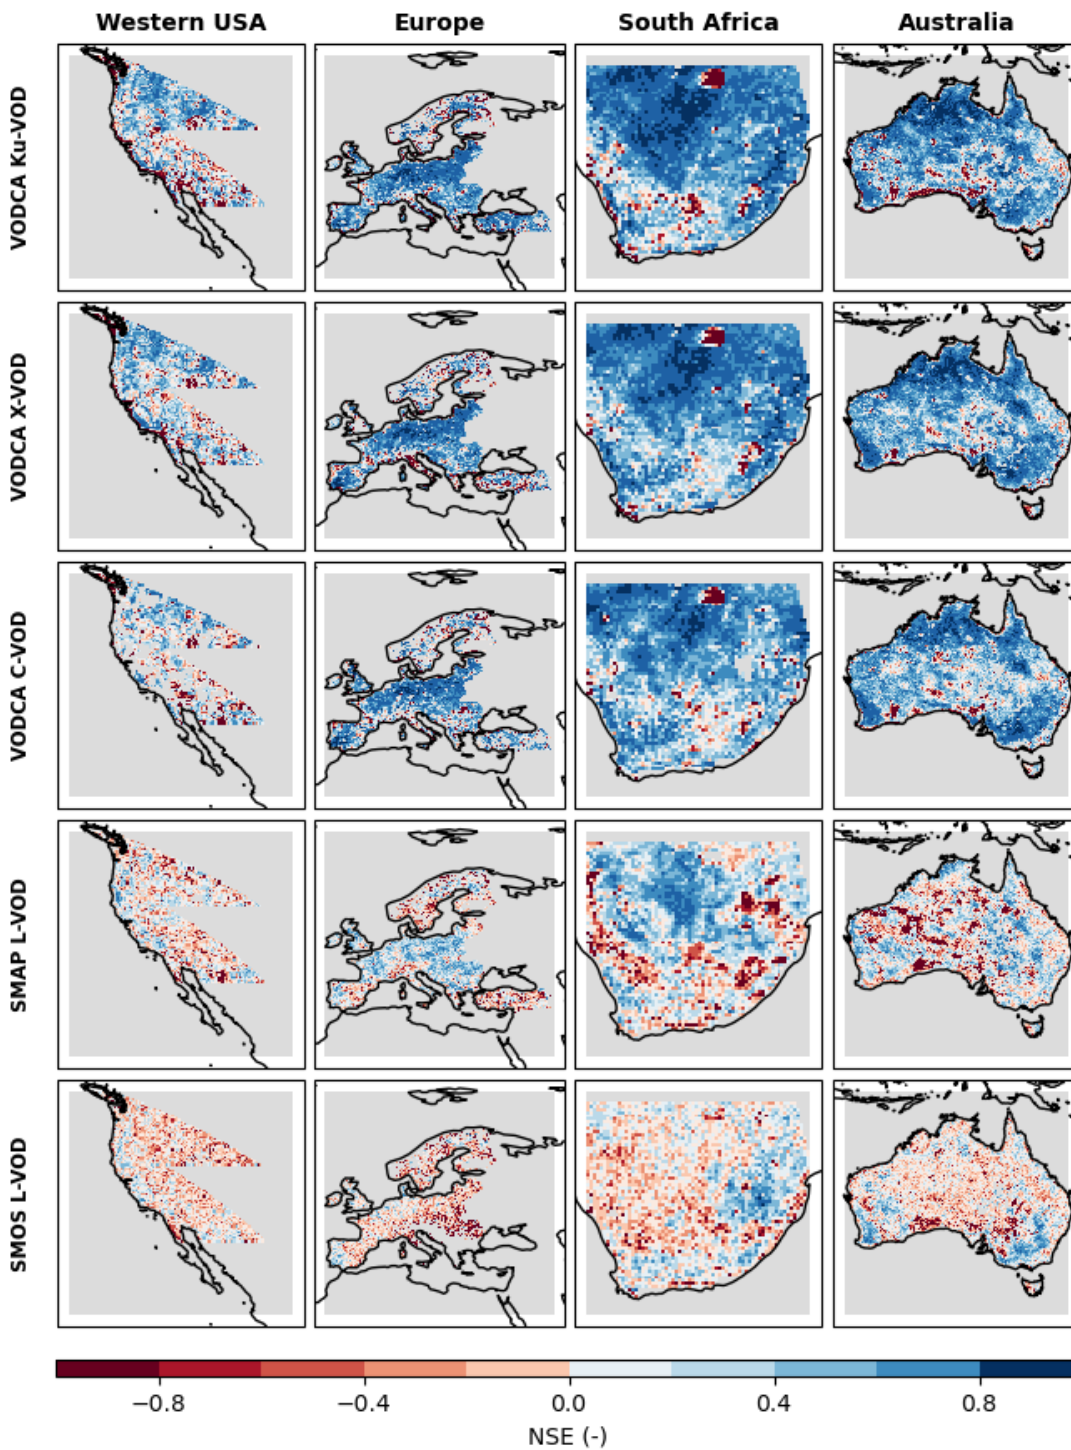 Western USA Europe South Africa Australia
VODCA Ku-VOD
VODCA X-VOD
VODCA C-VOD
SMAP L-VOD
SMOS L-VOD
−0.8 −0.4 0.0 0.4 0.8
NSE (-)